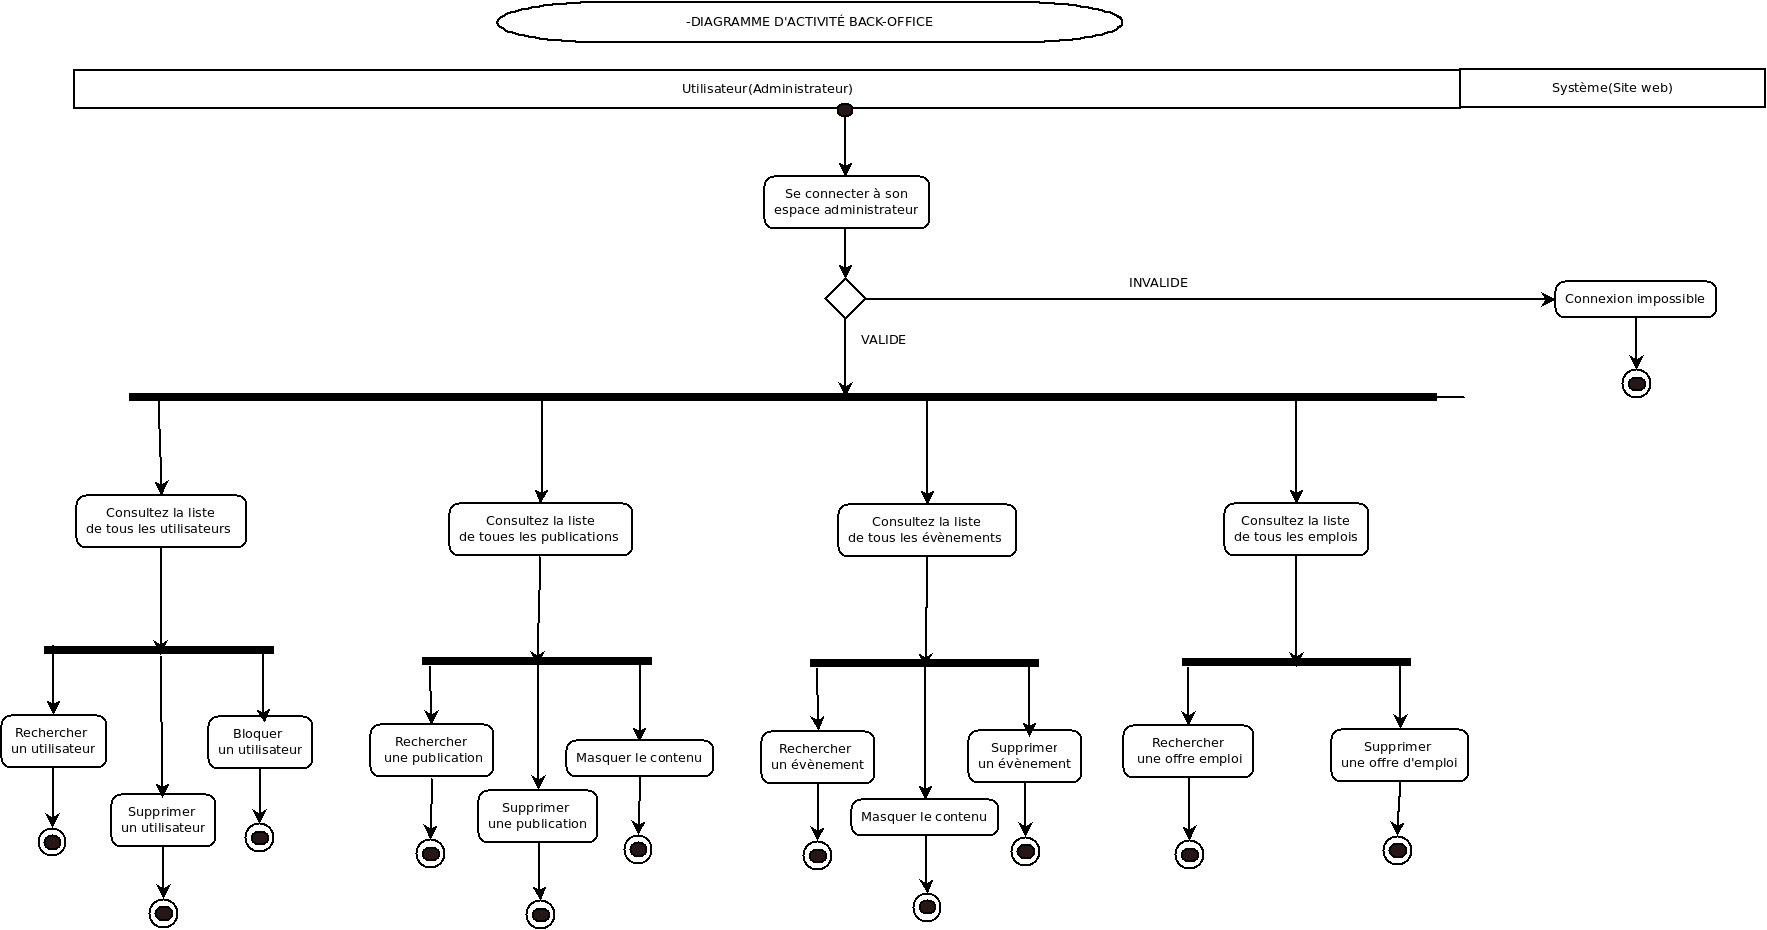 -DIAGRAMME D'ACTIVITÉ BACK-OFFICE
Utilisateur(Administrateur)
Système(Site web)
Se connecter à son
espace administrateur
INVALIDE
Connexion impossible
VALIDE
Consultez la liste
de tous les utilisateurs
Consultez la liste
de toues les publications
Consultez la liste
de tous les évènements
Consultez la liste
de tous les emplois
Rechercher
un utilisateur
Supprimer
un utilisateur
Bloquer
un utilisateur
Rechercher
une publication
Supprimer
une publication
Masquer le contenu
Rechercher
un évènement
Masquer le contenu
Supprimer
un évènement
Rechercher
une offre emploi
Supprimer
une offre d'emploi